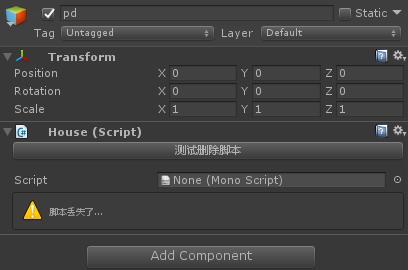 pd
Static
Tag Untagged Layer Default
Transform
Position X 0 Y 0 Z 0
Rotation X 0 Y 0 Z 0
Scale X 1 Y 1 Z 1
House (Script)
测试删除脚本
Script None (Mono Script)
脚本丢失了...
Add Component